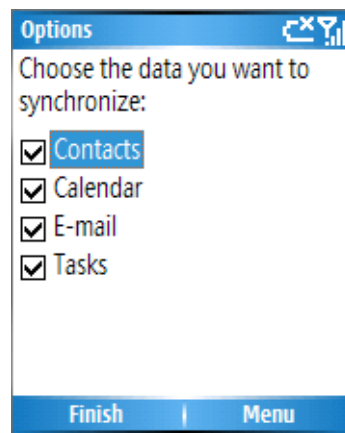 Options
Choose the data you want to
synchronize:
Contacts
Calendar
E-mail
Tasks
Finish
Menu